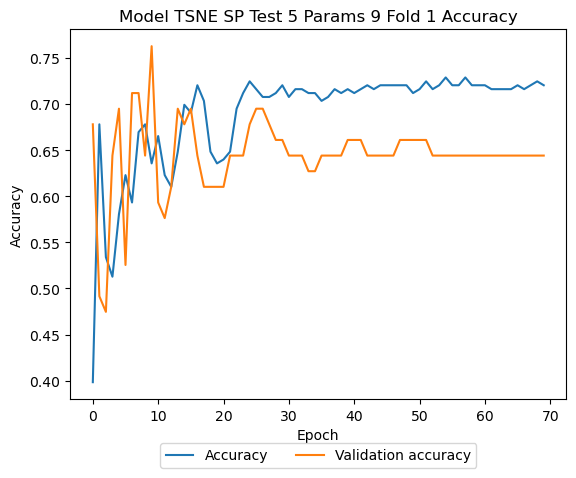 Model TSNE SP Test 5 Params 9 Fold 1 Accuracy
0.75
0.70
0.65
0.60
0.55
0.50
0.45
0.40
Accuracy
0 10 20 30 40 50 60 70
Epoch
Accuracy Validation accuracy